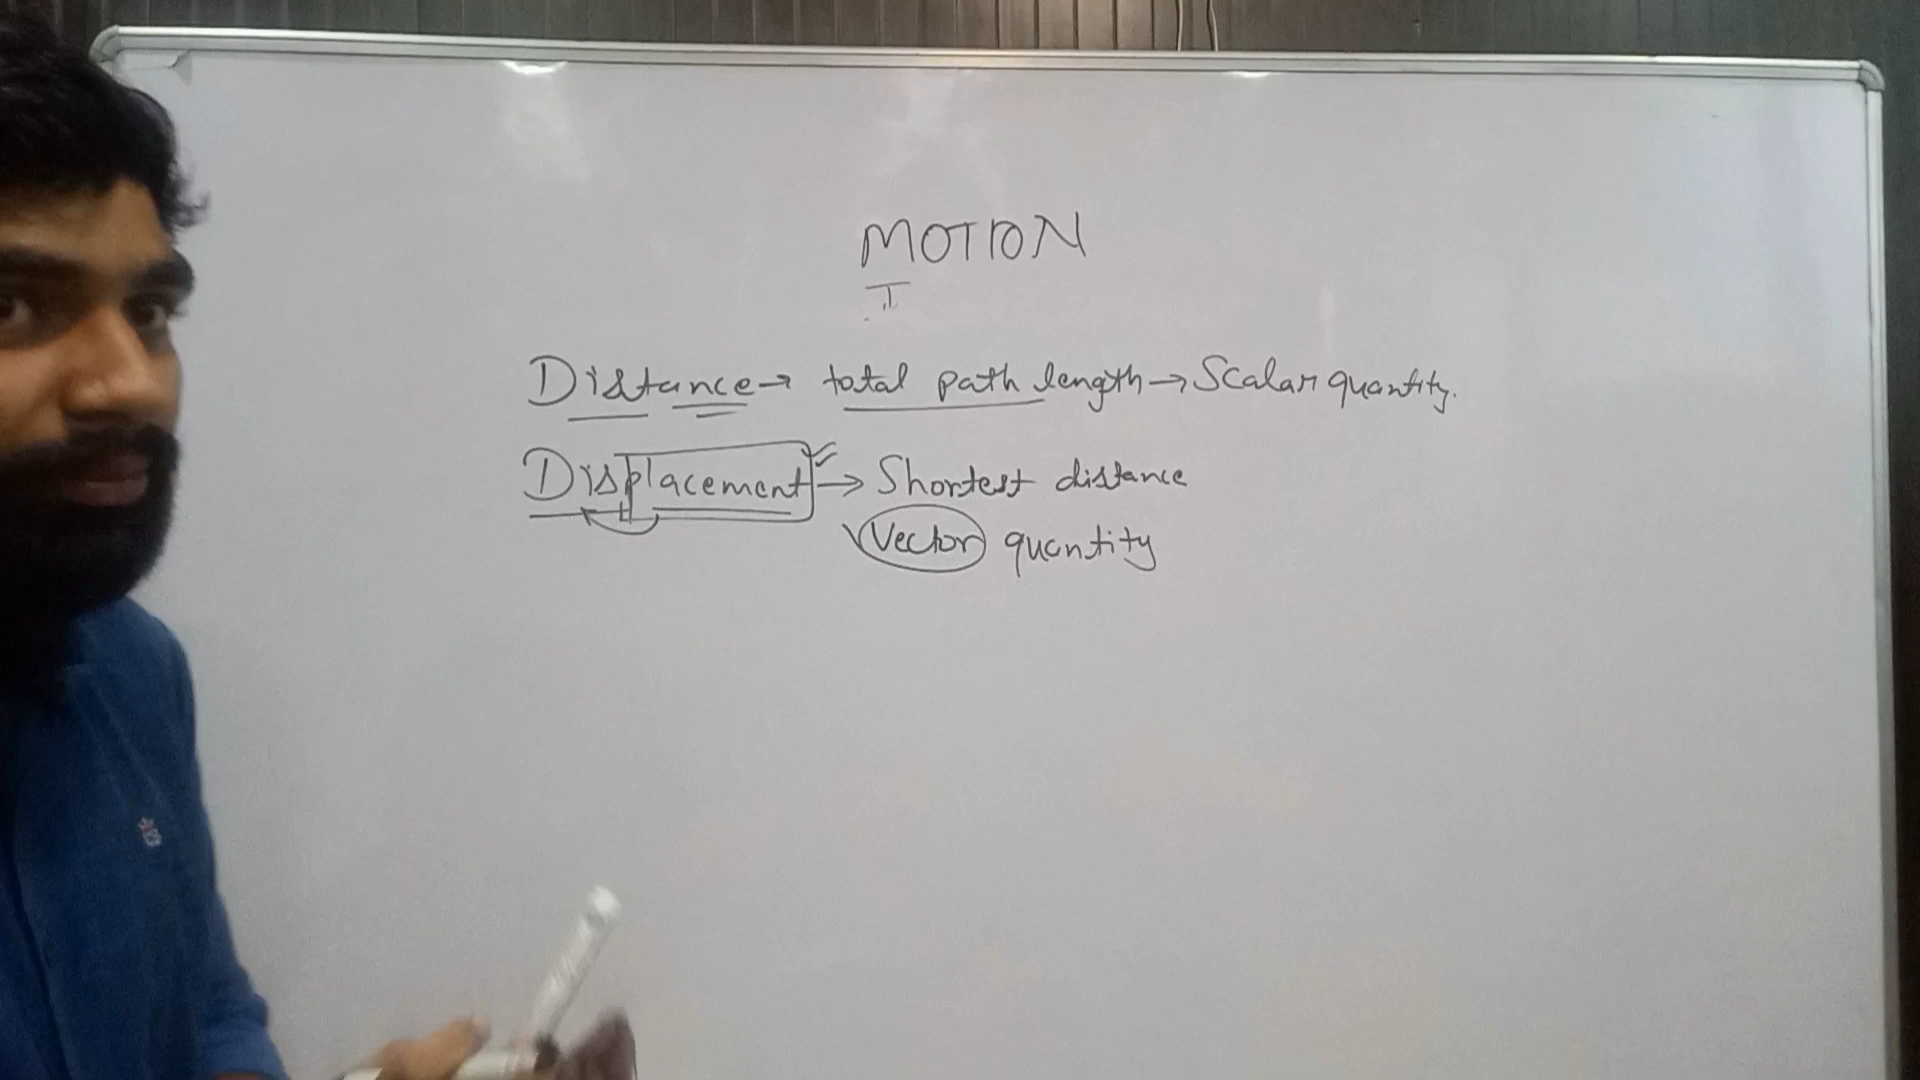 MOTION
I
Distance → total path length → Scalar quantity.
Displacement → Shortest distance
Vector quantity